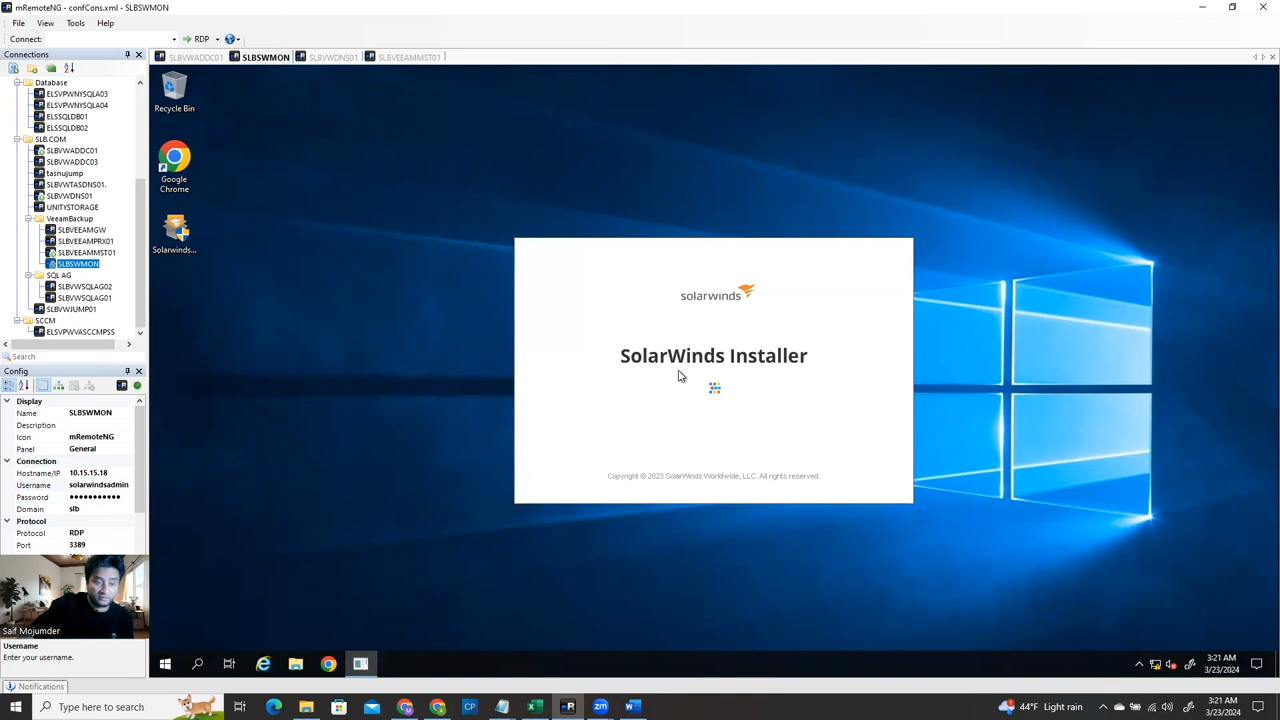 mRemoteNG - confCons.xml - SLBSWMON
File View Tools Help
Connect: RDP
Connections
Database
ELSVPWNYSQLA03
ELSVPWNYSQLA04
ELSSQLDB01
ELSSQLDB02
SLB.COM
SLBVWADDC01
SLBVWADDC03
tasnujump
SLBVWTASDNS01.
SLBVWDNS01
UNITYSTORAGE
VeeamBackup
SLBVEEAMGW
SLBVEEAMPRX01
SLBVEEAMMST01
SLBSWMON
SQL AG
SLBVWSQLAG02
SLBVWSQLAG01
SLBVWJUMP01
SCCM
ELSVPWVASCCMPSS
Search
Config
Display
Name SLBSWMON
Description
Icon mRemoteNG
Panel General
Connection
Hostname/IP 10.15.15.18
Username solarwindsadmin
Password ●●●●●●●●●●●
Domain slb
Protocol
Protocol RDP
Port 3389
Saif Mojumder
Username
Enter your username.
Notifications
SLBVWADDC01 SLBSWMON SLBVWDNS01 SLBVEEAMMST01
Recycle Bin
Google
Chrome
Solarwinds...
solarwinds
SolarWinds Installer
Copyright © 2023 SolarWinds Worldwide, LLC. All rights reserved.
3:21 AM
3/23/2024
Type here to search
44°F Light rain
3:21 AM
3/23/2024